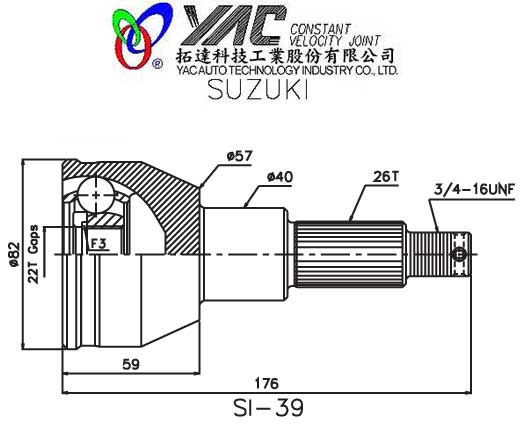 YAC CONSTANT
VELOCITY JOINT
®
拓達科技工業股份有限公司
YAC AUTO TECHNOLOGY INDUSTRY CO., LTD.
SUZUKI
ø57
ø40
26T
3/4-16UNF
ø82
22T Gaps
F3
59
176
SI-39